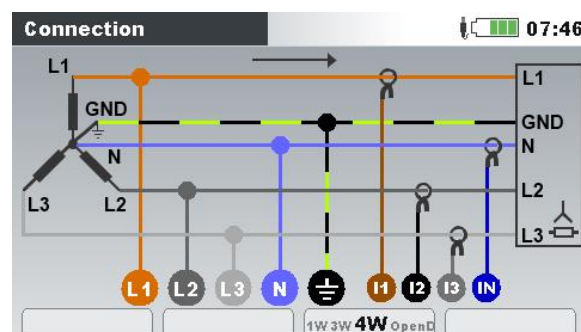 Connection 07:46
L1 L1
GND GND
N N
L3 L2 L2
L3
L1 L2 L3 N I1 I2 I3 IN
1W 3W 4W OpenD